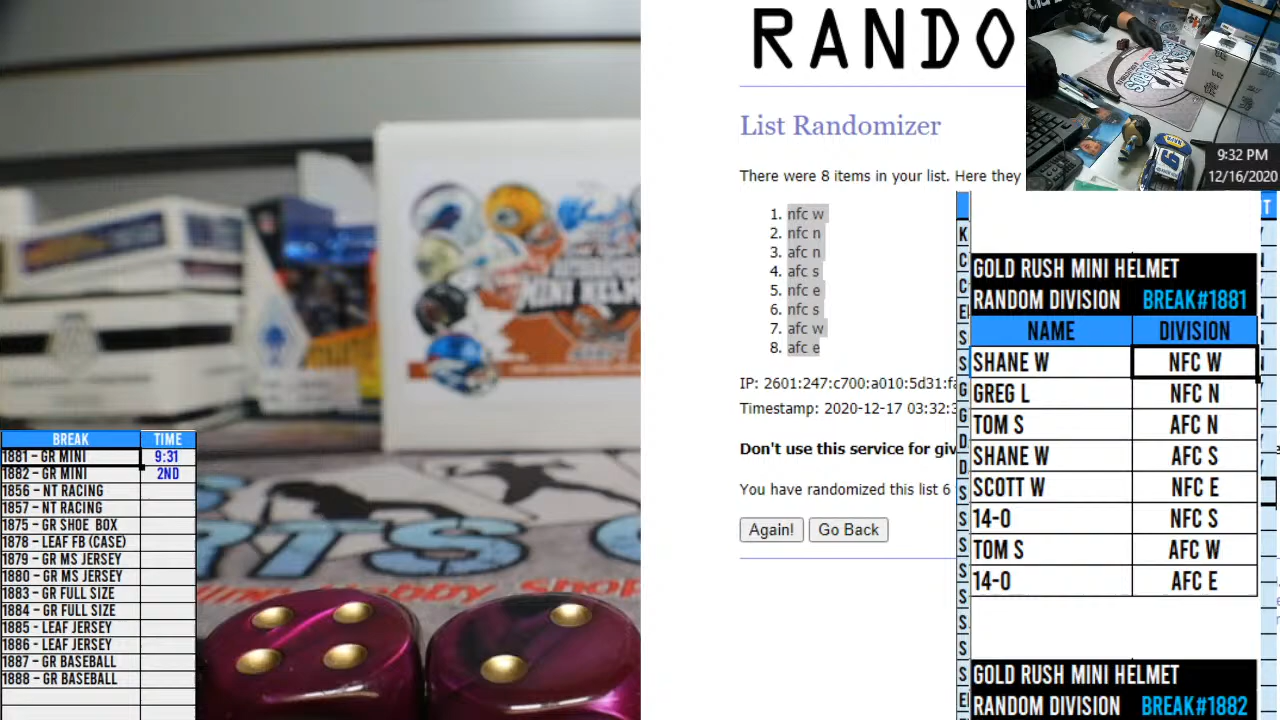 RANDO
List Randomizer
There were 8 items in your list. Here they
1. nfc w
2. nfc n
3. afc n
4. afc s
5. nfc e
6. nfc s
7. afc w
8. afc e
IP: 2601:247:c700:a010:5d31:fa
Timestamp: 2020-12-17 03:32:3
Don't use this service for giv
You have randomized this list 6
Again! Go Back
9:32 PM
12/16/2020
GOLD RUSH MINI HELMET
RANDOM DIVISION BREAK#1881
NAME DIVISION
SHANE W NFC W
GREG L NFC N
TOM S AFC N
SHANE W AFC S
SCOTT W NFC E
14-0 NFC S
TOM S AFC W
14-0 AFC E
GOLD RUSH MINI HELMET
RANDOM DIVISION BREAK#1882
BREAK TIME
1881 - GR MINI 9:31
1882 - GR MINI 2ND
1856 - NT RACING
1857 - NT RACING
1875 - GR SHOE BOX
1878 - LEAF FB (CASE)
1879 - GR MS JERSEY
1880 - GR MS JERSEY
1883 - GR FULL SIZE
1884 - GR FULL SIZE
1885 - LEAF JERSEY
1886 - LEAF JERSEY
1887 - GR BASEBALL
1888 - GR BASEBALL
MINI HELM